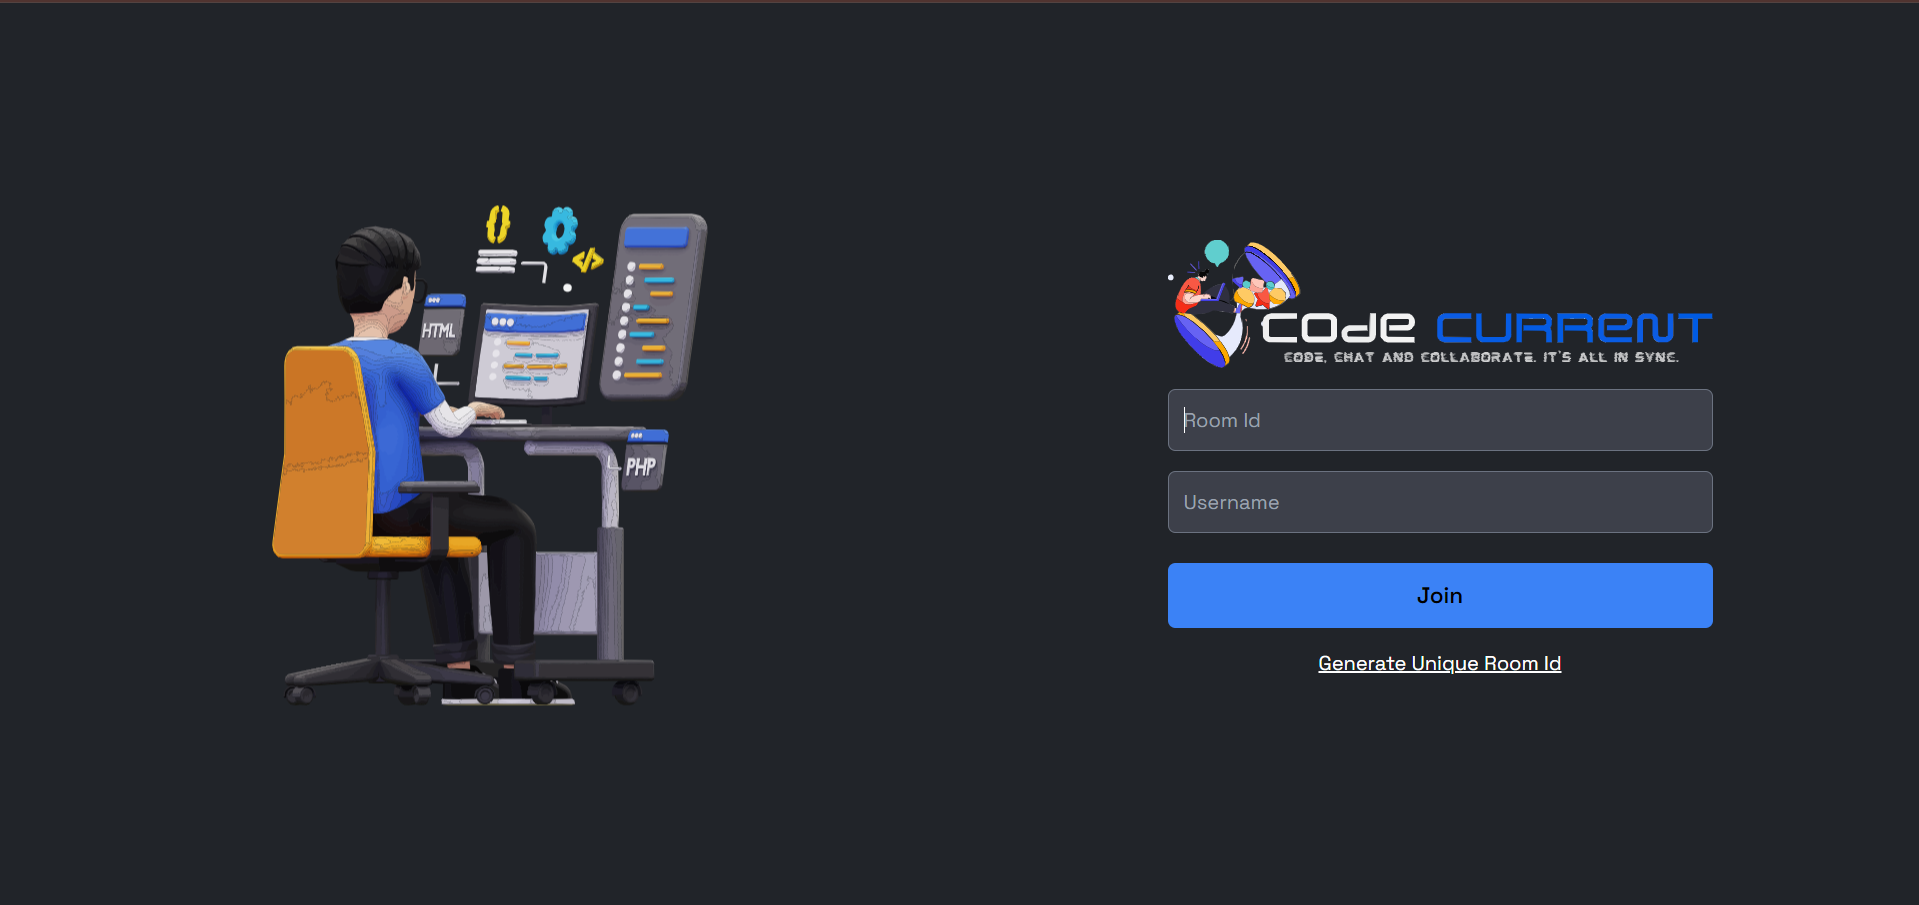 HTML
PHP
CODE CURRENT
CODE, CHAT AND COLLABORATE. IT'S ALL IN SYNC.
Room Id
Username
Join
Generate Unique Room Id